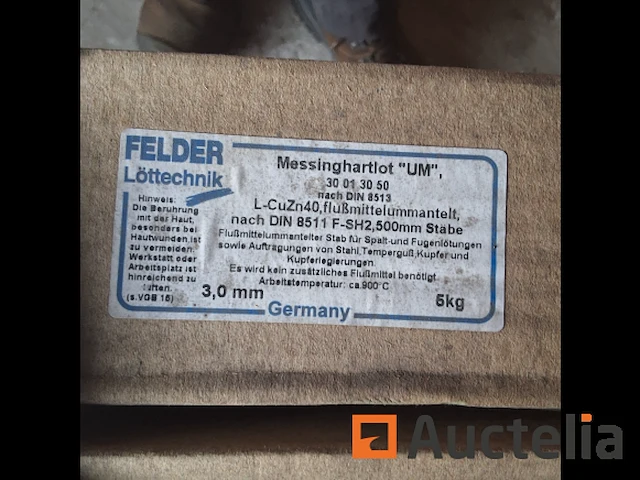 FELDER
Löttechnik
Hinweis:
Die Berührung
mit der Haut,
besonders bei
Hautwunden,ist
zu vermeiden.
Werkstatt oder
Arbeitsplatz ist
hinreichend zu
lüften.
(s.VGB 15)
Messinghartlot "UM",
30 013050
nach DIN 8513
L-CuZn40,flußmittelummantelt,
nach DIN 8511 F-SH2,500mm Stäbe
Flußmittelummantelter Stab für Spalt-und Fugenlötungen
sowie Auftragungen von Stahl,Temperguß,Kupfer und
Kupferlegierungen.
Es wird kein zusätzliches Flußmittel benötigt.
Arbeitstemperatur: ca.900°C
3,0 mm
5kg
Germany
Auctelia